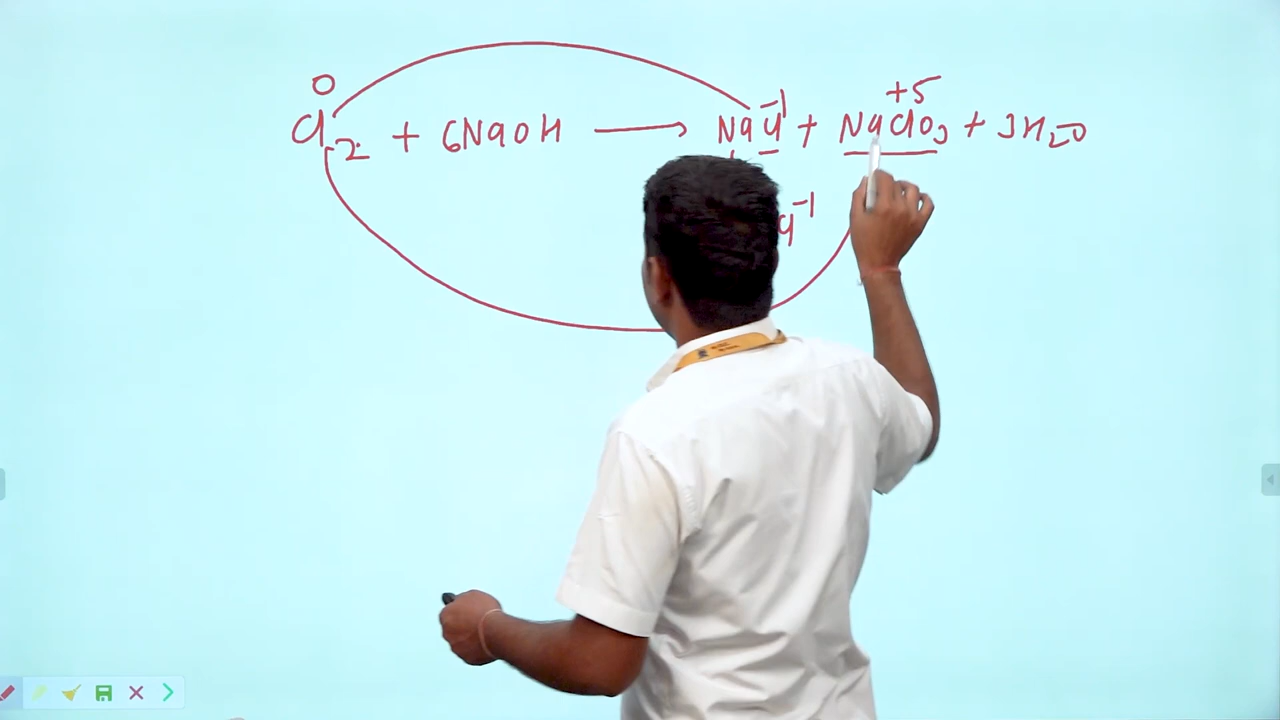 0 -1 +5
Cl2 + 6NaOH → NaCl + NaClO3 + 3H2O
Cl-1